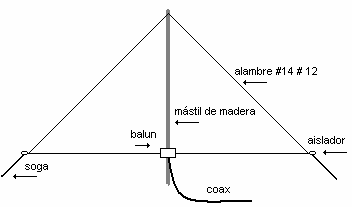 alambre #14 # 12
mástil de madera
balun
aislador
soga
coax